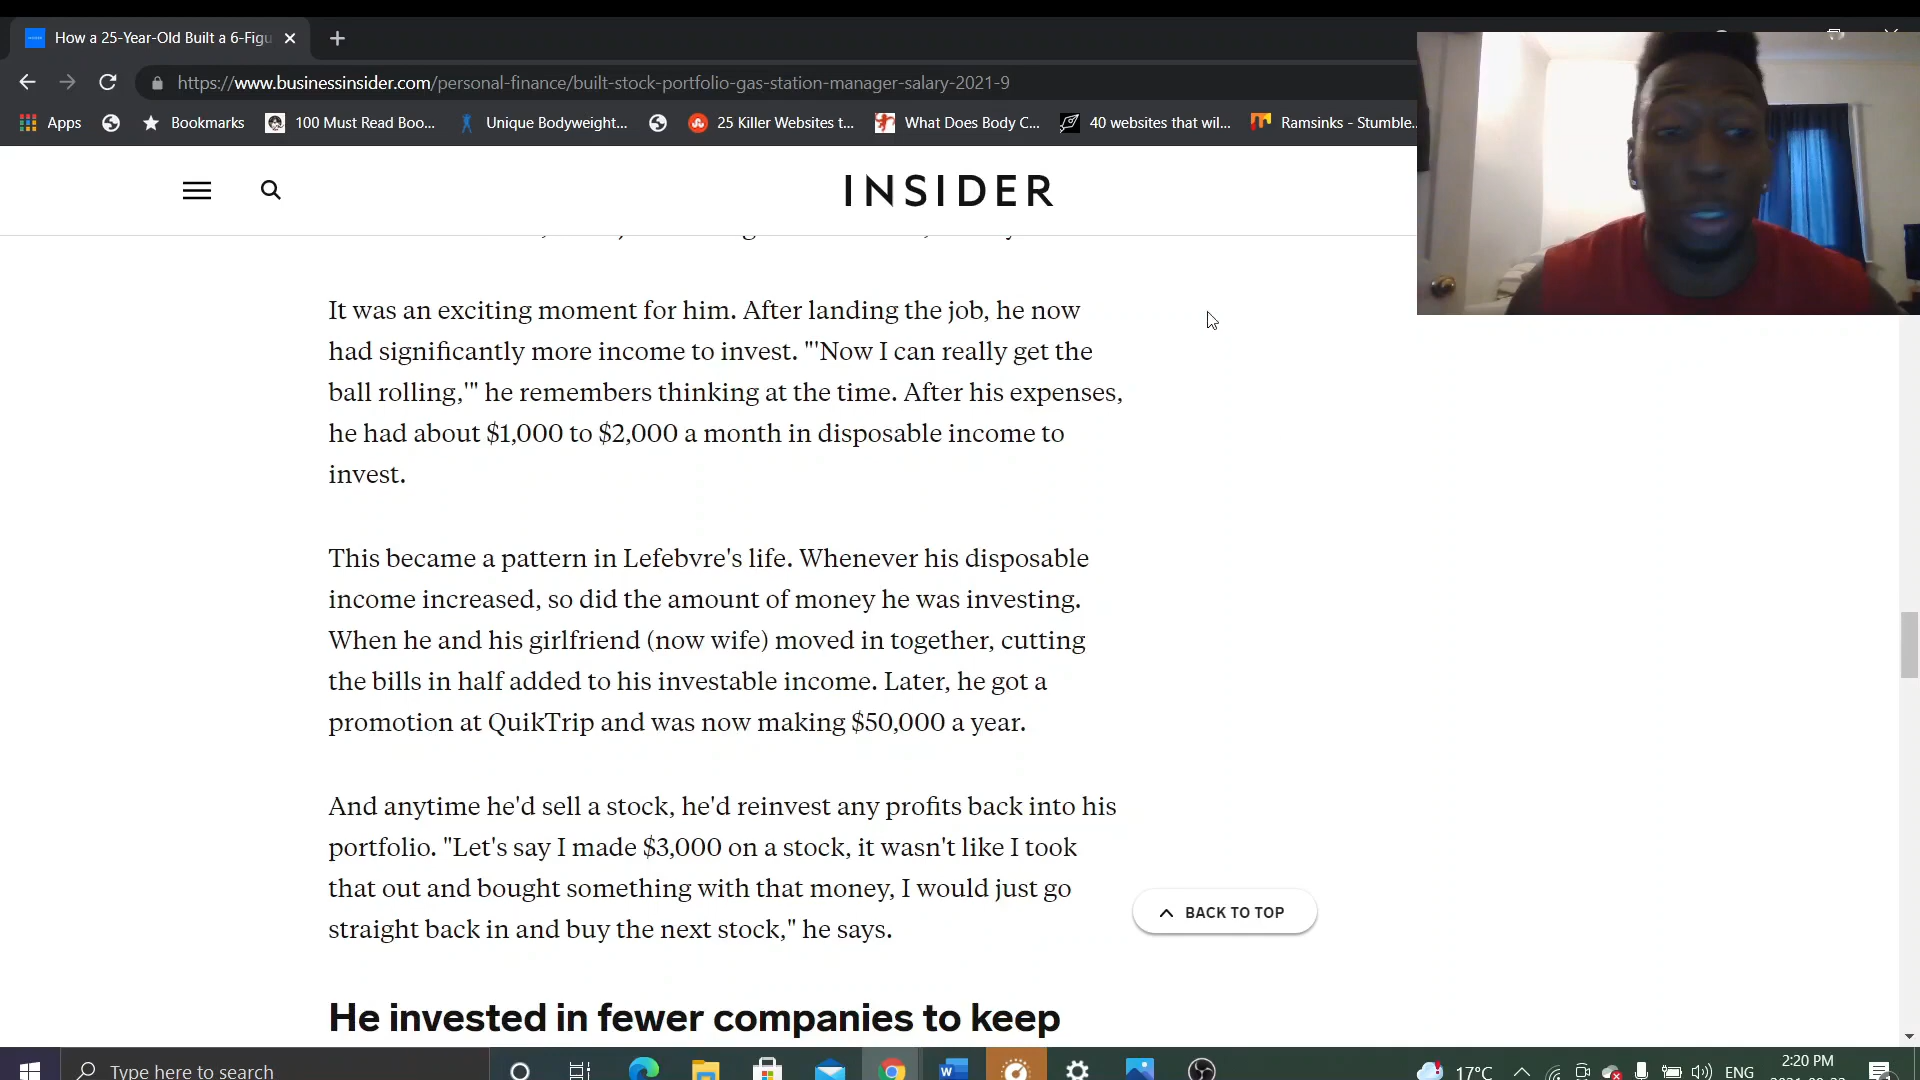 How a 25-Year-Old Built a 6-Figu
https://www.businessinsider.com/personal-finance/built-stock-portfolio-gas-station-manager-salary-2021-9
Apps Bookmarks 100 Must Read Boo... Unique Bodyweight... 25 Killer Websites t... What Does Body C... 40 websites that wil... Ramsinks - Stumble..
INSIDER
It was an exciting moment for him. After landing the job, he now
had significantly more income to invest. "'Now I can really get the
ball rolling,'" he remembers thinking at the time. After his expenses,
he had about $1,000 to $2,000 a month in disposable income to
invest.
This became a pattern in Lefebvre's life. Whenever his disposable
income increased, so did the amount of money he was investing.
When he and his girlfriend (now wife) moved in together, cutting
the bills in half added to his investable income. Later, he got a
promotion at QuikTrip and was now making $50,000 a year.
And anytime he'd sell a stock, he'd reinvest any profits back into his
portfolio. "Let's say I made $3,000 on a stock, it wasn't like I took
that out and bought something with that money, I would just go
straight back in and buy the next stock," he says.
BACK TO TOP
He invested in fewer companies to keep
Type here to search
17°C
ENG
2:20 PM